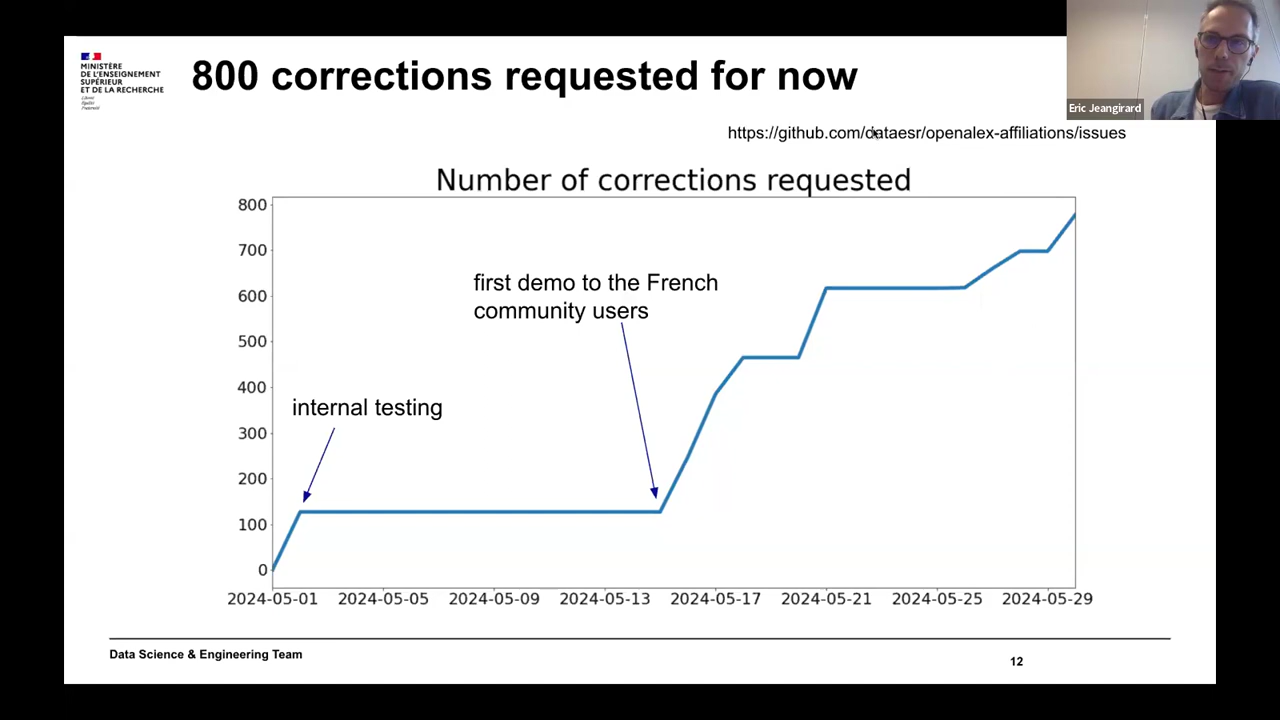 MINISTÈRE
DE L'ENSEIGNEMENT
SUPÉRIEUR
ET DE LA RECHERCHE
Liberté
Égalité
Fraternité
800 corrections requested for now
Eric Jeangirard
https://github.com/dataesr/openalex-affiliations/issues
Number of corrections requested
800
700
600
500
400
300
200
100
0
first demo to the French
community users
internal testing
2024-05-01 2024-05-05 2024-05-09 2024-05-13 2024-05-17 2024-05-21 2024-05-25 2024-05-29
Data Science & Engineering Team
12